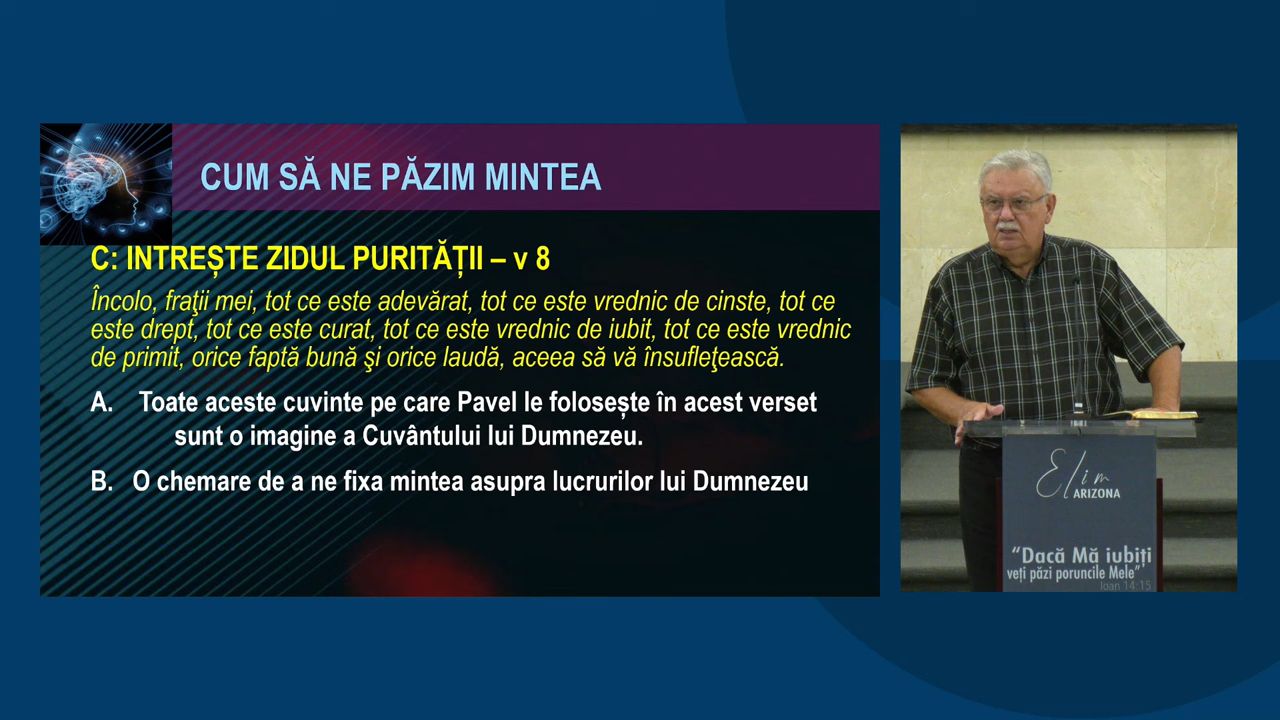 CUM SĂ NE PĂZIM MINTEA
C: INTREȘTE ZIDUL PURITĂȚII – v 8
Încolo, fraţii mei, tot ce este adevărat, tot ce este vrednic de cinste, tot ce
este drept, tot ce este curat, tot ce este vrednic de iubit, tot ce este vrednic
de primit, orice faptă bună şi orice laudă, aceea să vă însufleţească.
A. Toate aceste cuvinte pe care Pavel le folosește în acest verset
sunt o imagine a Cuvântului lui Dumnezeu.
B. O chemare de a ne fixa mintea asupra lucrurilor lui Dumnezeu
Elim
ARIZONA
“Dacă Mă iubiți
veți păzi poruncile Mele”
Ioan 14:15